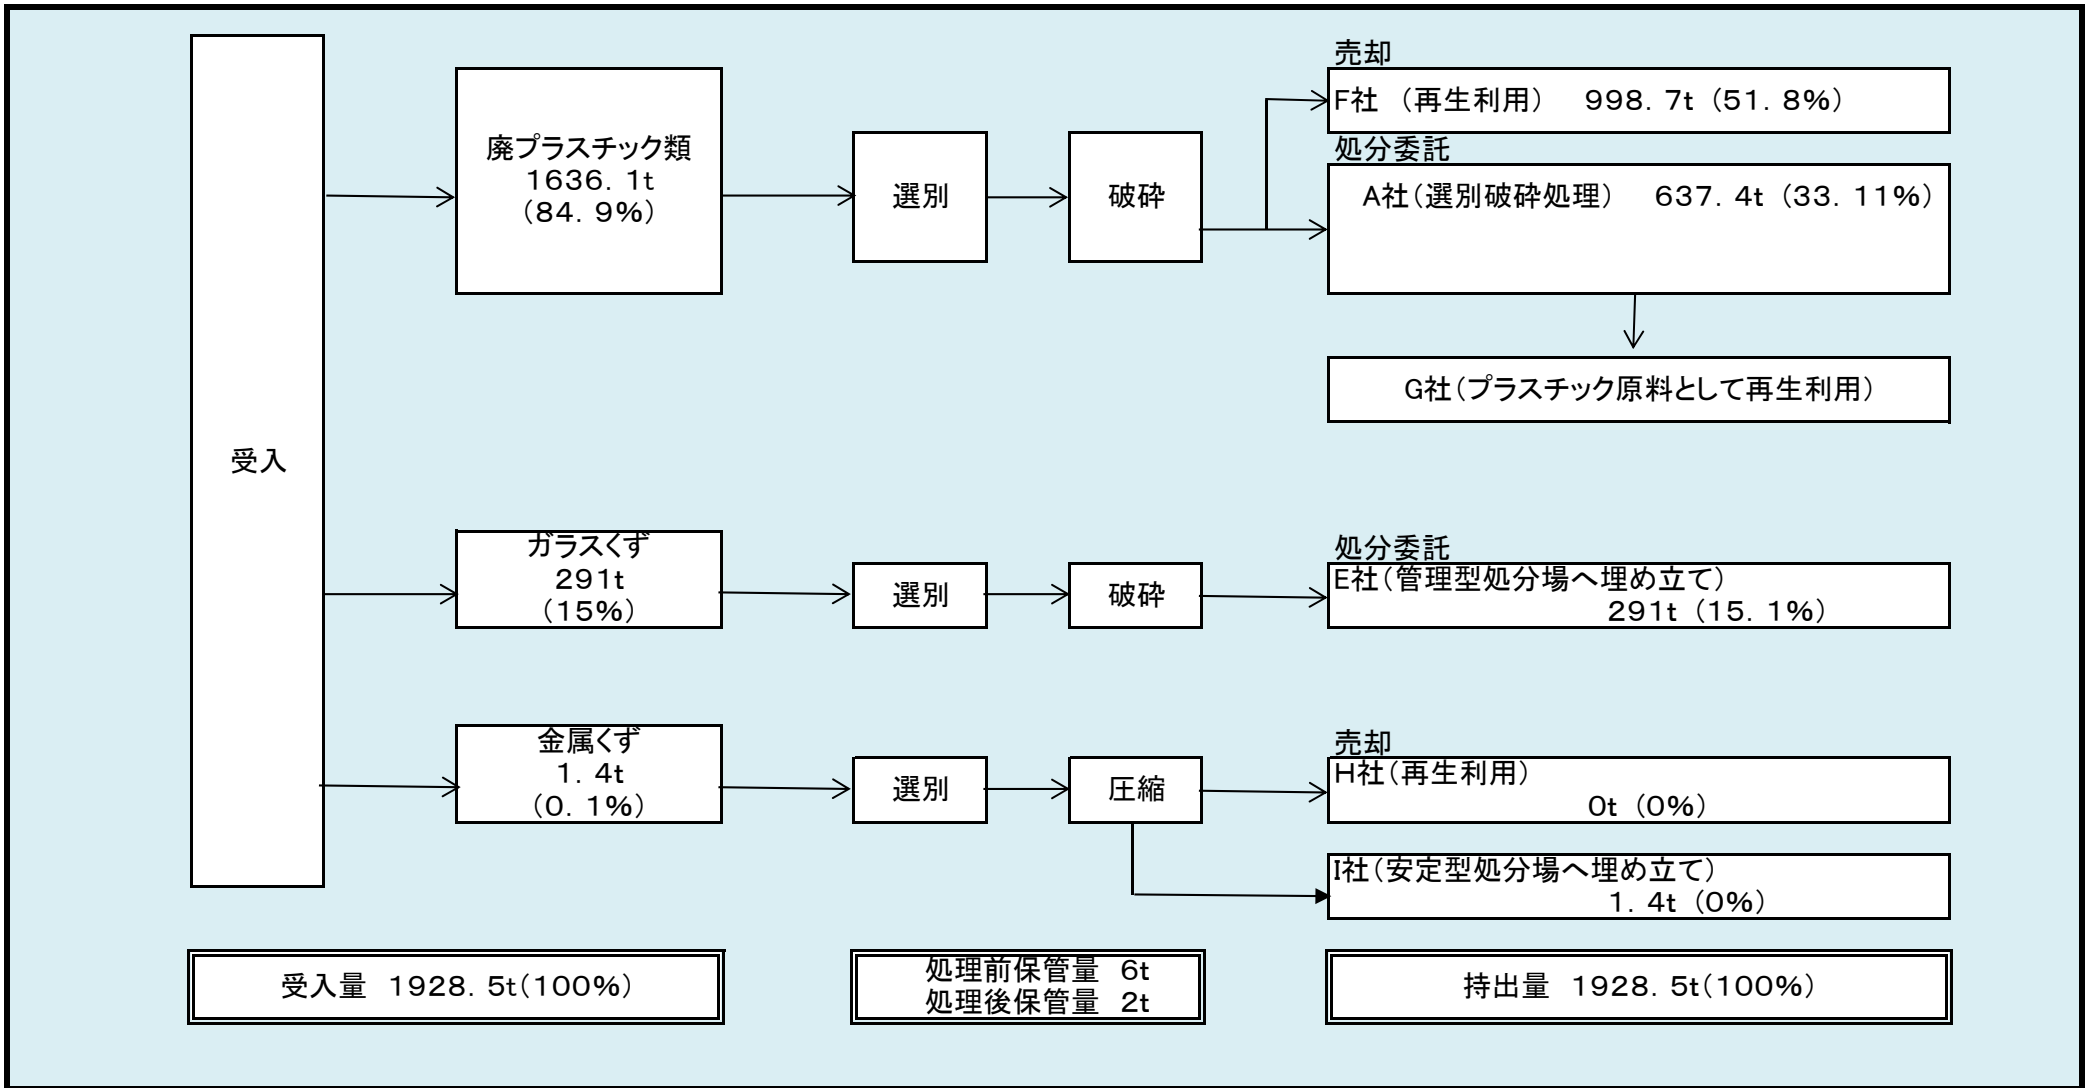 受入
廃プラスチック類
1636．1t
（84．9％）
選別
破砕
売却
F社　（再生利用）　998．7t　（51．8％）
処分委託
A社（選別破砕処理）　637．4t　（33．11％）
G社（プラスチック原料として再生利用）
ガラスくず
291t
（15％）
選別
破砕
処分委託
E社（管理型処分場へ埋め立て）
291t　（15．1％）
金属くず
1．4t
（0．1％）
選別
圧縮
売却
H社（再生利用）
0t　（0％）
I社（安定型処分場へ埋め立て）
1．4t　（0％）
受入量　1928．5t（100％）
処理前保管量　6t
処理後保管量　2t
持出量　1928．5t（100％）